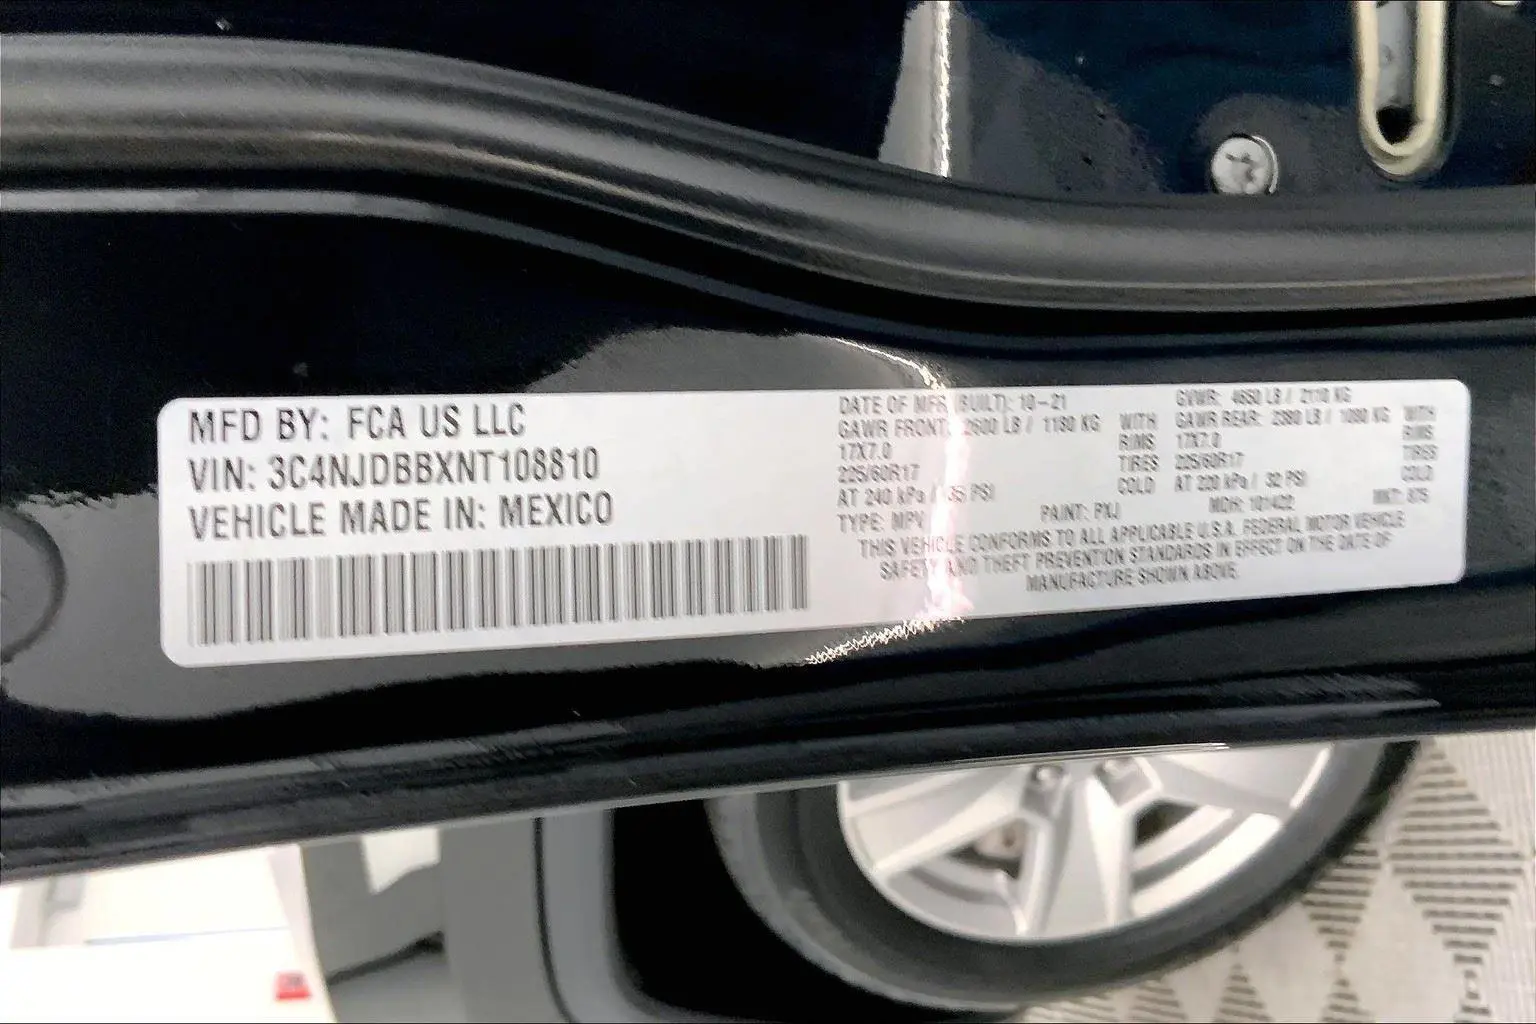 MFD BY: FCA US LLC
VIN: 3C4NJDBBXNT108810
VEHICLE MADE IN: MEXICO
DATE OF MFR (BUILT): 10-21
GVWR: 4650 LB / 2110 KG
GAWR FRONT: 2600 LB / 1180 KG WITH
GAWR REAR: 2380 LB / 1080 KG WITH
17X7.0 RIMS
17X7.0 RIMS
225/60R17 TIRES
225/60R17 TIRES
AT 240 kPa / 35 PSI COLD
AT 220 kPa / 32 PSI COLD
TYPE: MPV
PAINT: PXJ
MDH: 101422
MKT:
THIS VEHICLE CONFORMS TO ALL APPLICABLE U.S.A. FEDERAL MOTOR VEHICLE
SAFETY AND THEFT PREVENTION STANDARDS IN EFFECT ON THE DATE OF
MANUFACTURE SHOWN ABOVE